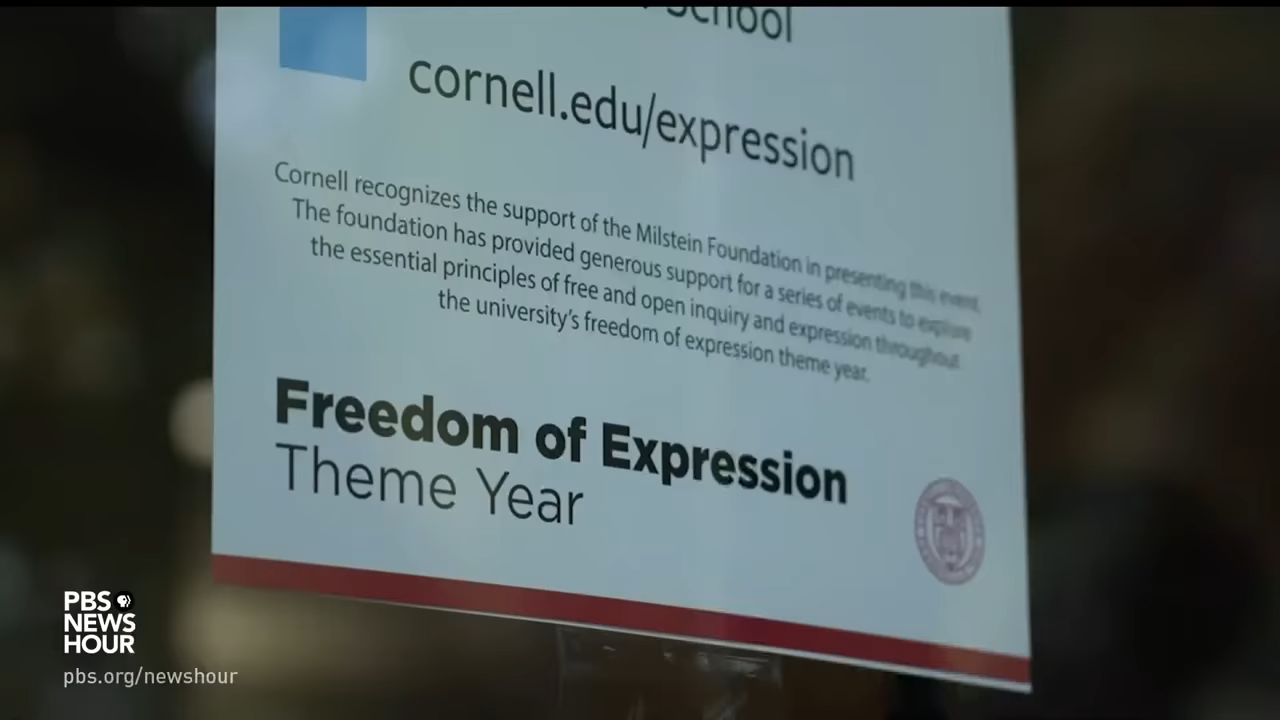 School
cornell.edu/expression
Cornell recognizes the support of the Milstein Foundation in presenting this event.
The foundation has provided generous support for a series of events to explore
the essential principles of free and open inquiry and expression throughout
the university's freedom of expression theme year.
Freedom of Expression
Theme Year
PBS
NEWS
HOUR
pbs.org/newshour